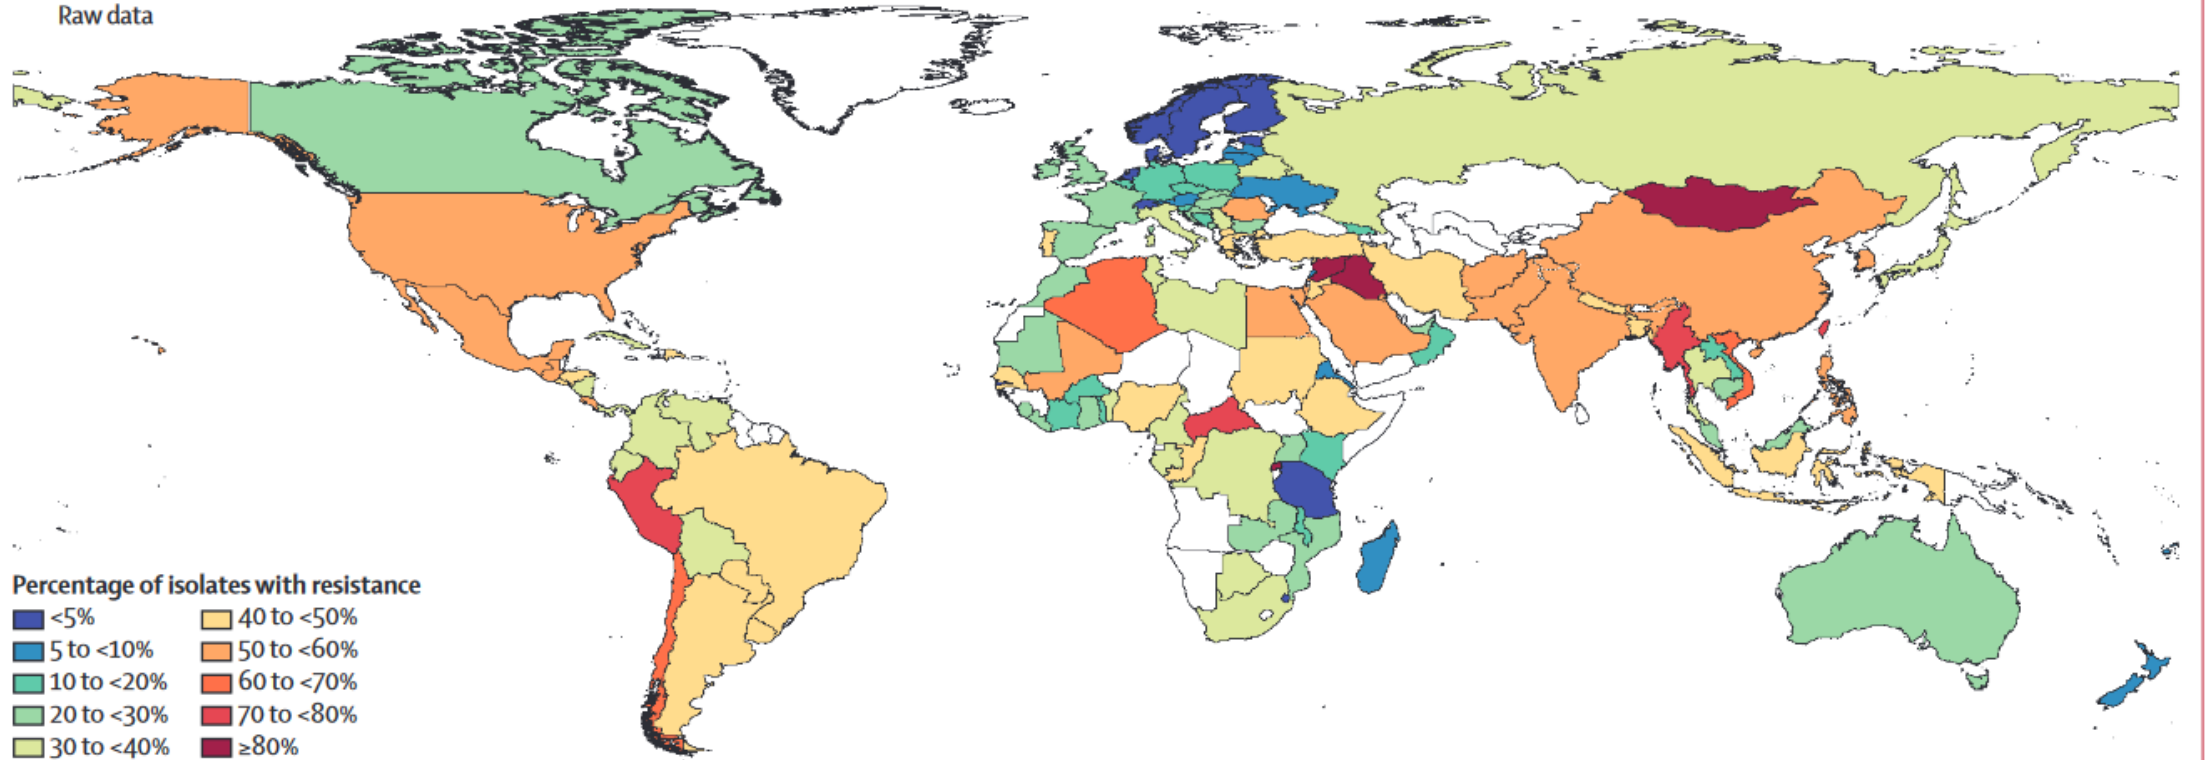 Raw data
Percentage of isolates with resistance
<5%
5 to <10%
10 to <20%
20 to <30%
30 to <40%
40 to <50%
50 to <60%
60 to <70%
70 to <80%
≥80%